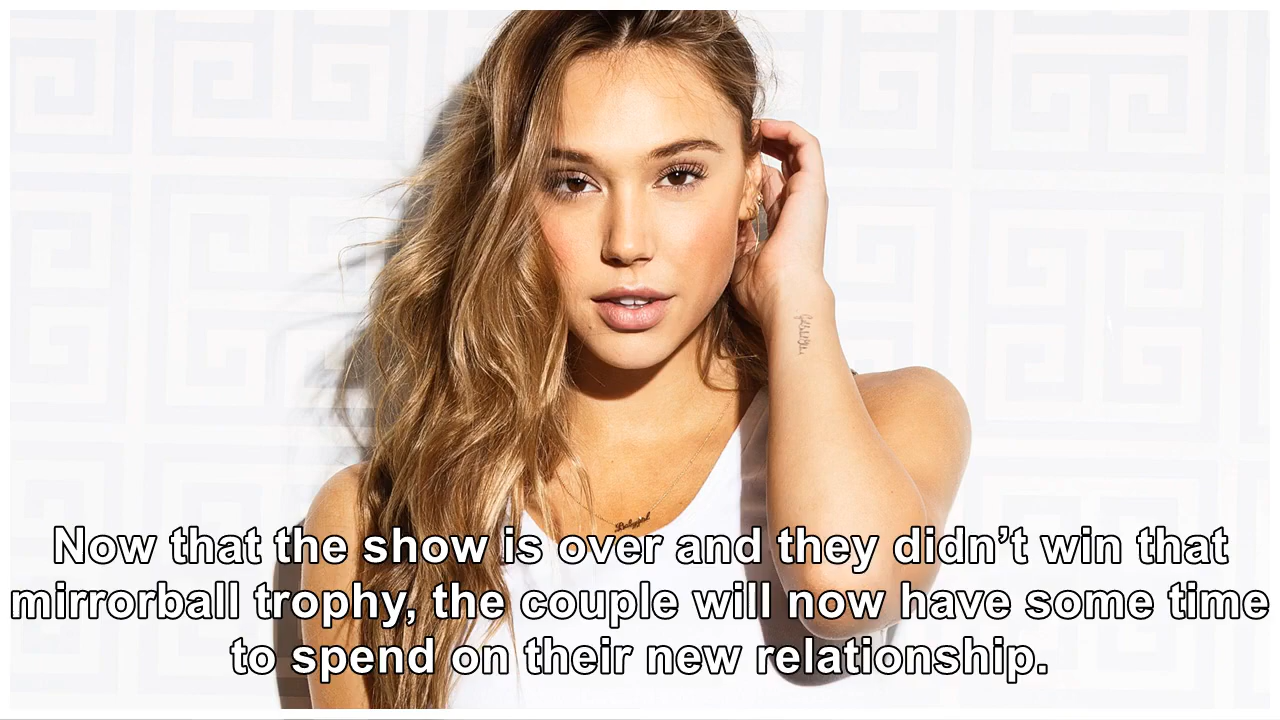 Now that the show is over and they didn’t win that
mirrorball trophy, the couple will now have some time
to spend on their new relationship.